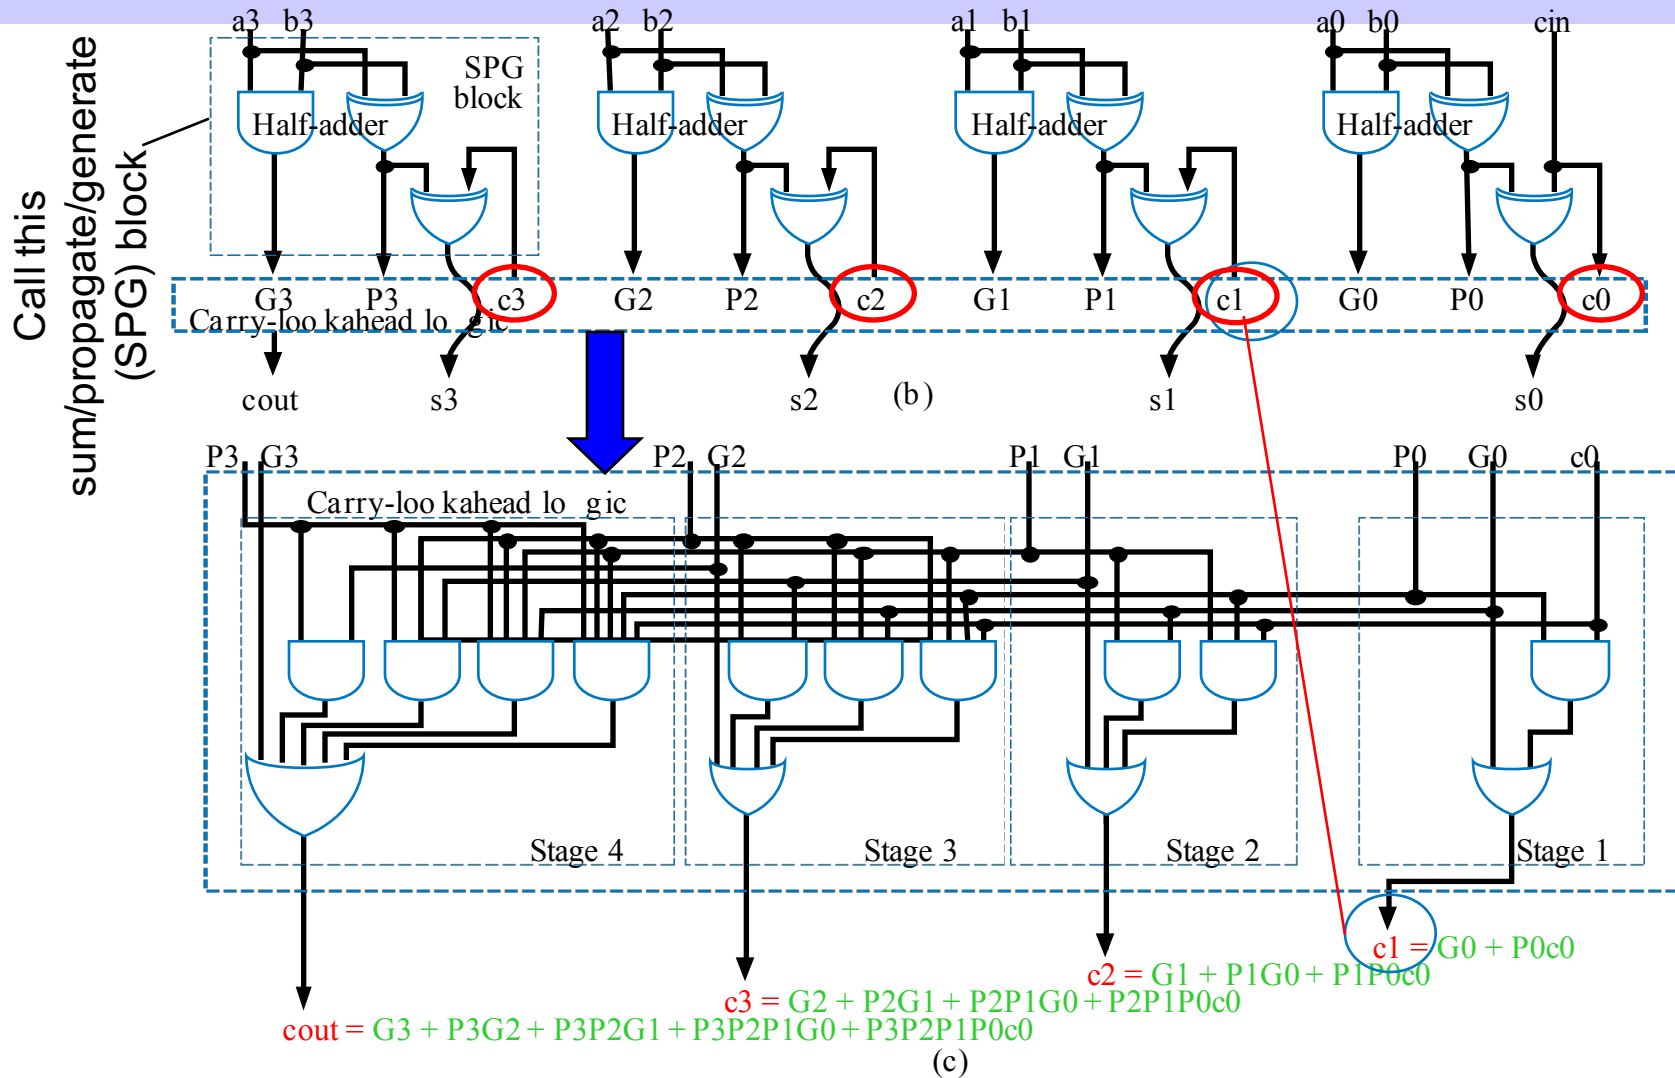 a3 b3 a2 b2 a1 b1 a0 b0 cin
Call this
sum/propagate/generate
(SPG) block
SPG
block
Half-adder Half-adder Half-adder Half-adder
G3 P3 c3 G2 P2 c2 G1 P1 c1 G0 P0 c0
Carry-loo kahead lo gic
cout s3 s2 (b) s1 s0
P3 G3 P2 G2 P1 G1 P0 G0 c0
Carry-loo kahead lo gic
Stage 4 Stage 3 Stage 2 Stage 1
c1 = G0 + P0c0
c2 = G1 + P1G0 + P1P0c0
c3 = G2 + P2G1 + P2P1G0 + P2P1P0c0
cout = G3 + P3G2 + P3P2G1 + P3P2P1G0 + P3P2P1P0c0
(c)